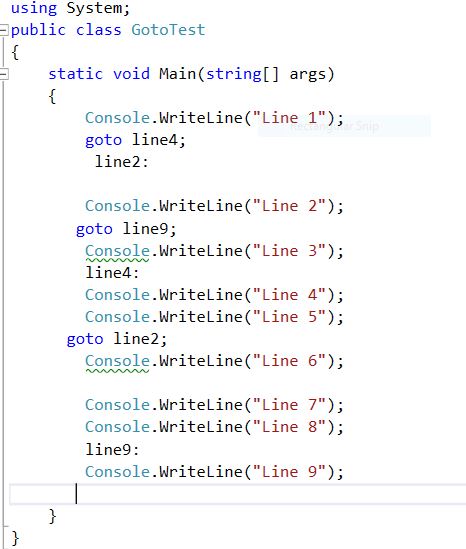 using System;
public class GotoTest
{
static void Main(string[] args)
{
Console.WriteLine("Line 1");
Rectangular Snip
goto line4;
line2:
Console.WriteLine("Line 2");
goto line9;
Console.WriteLine("Line 3");
line4:
Console.WriteLine("Line 4");
Console.WriteLine("Line 5");
goto line2;
Console.WriteLine("Line 6");
Console.WriteLine("Line 7");
Console.WriteLine("Line 8");
line9:
Console.WriteLine("Line 9");
}
}